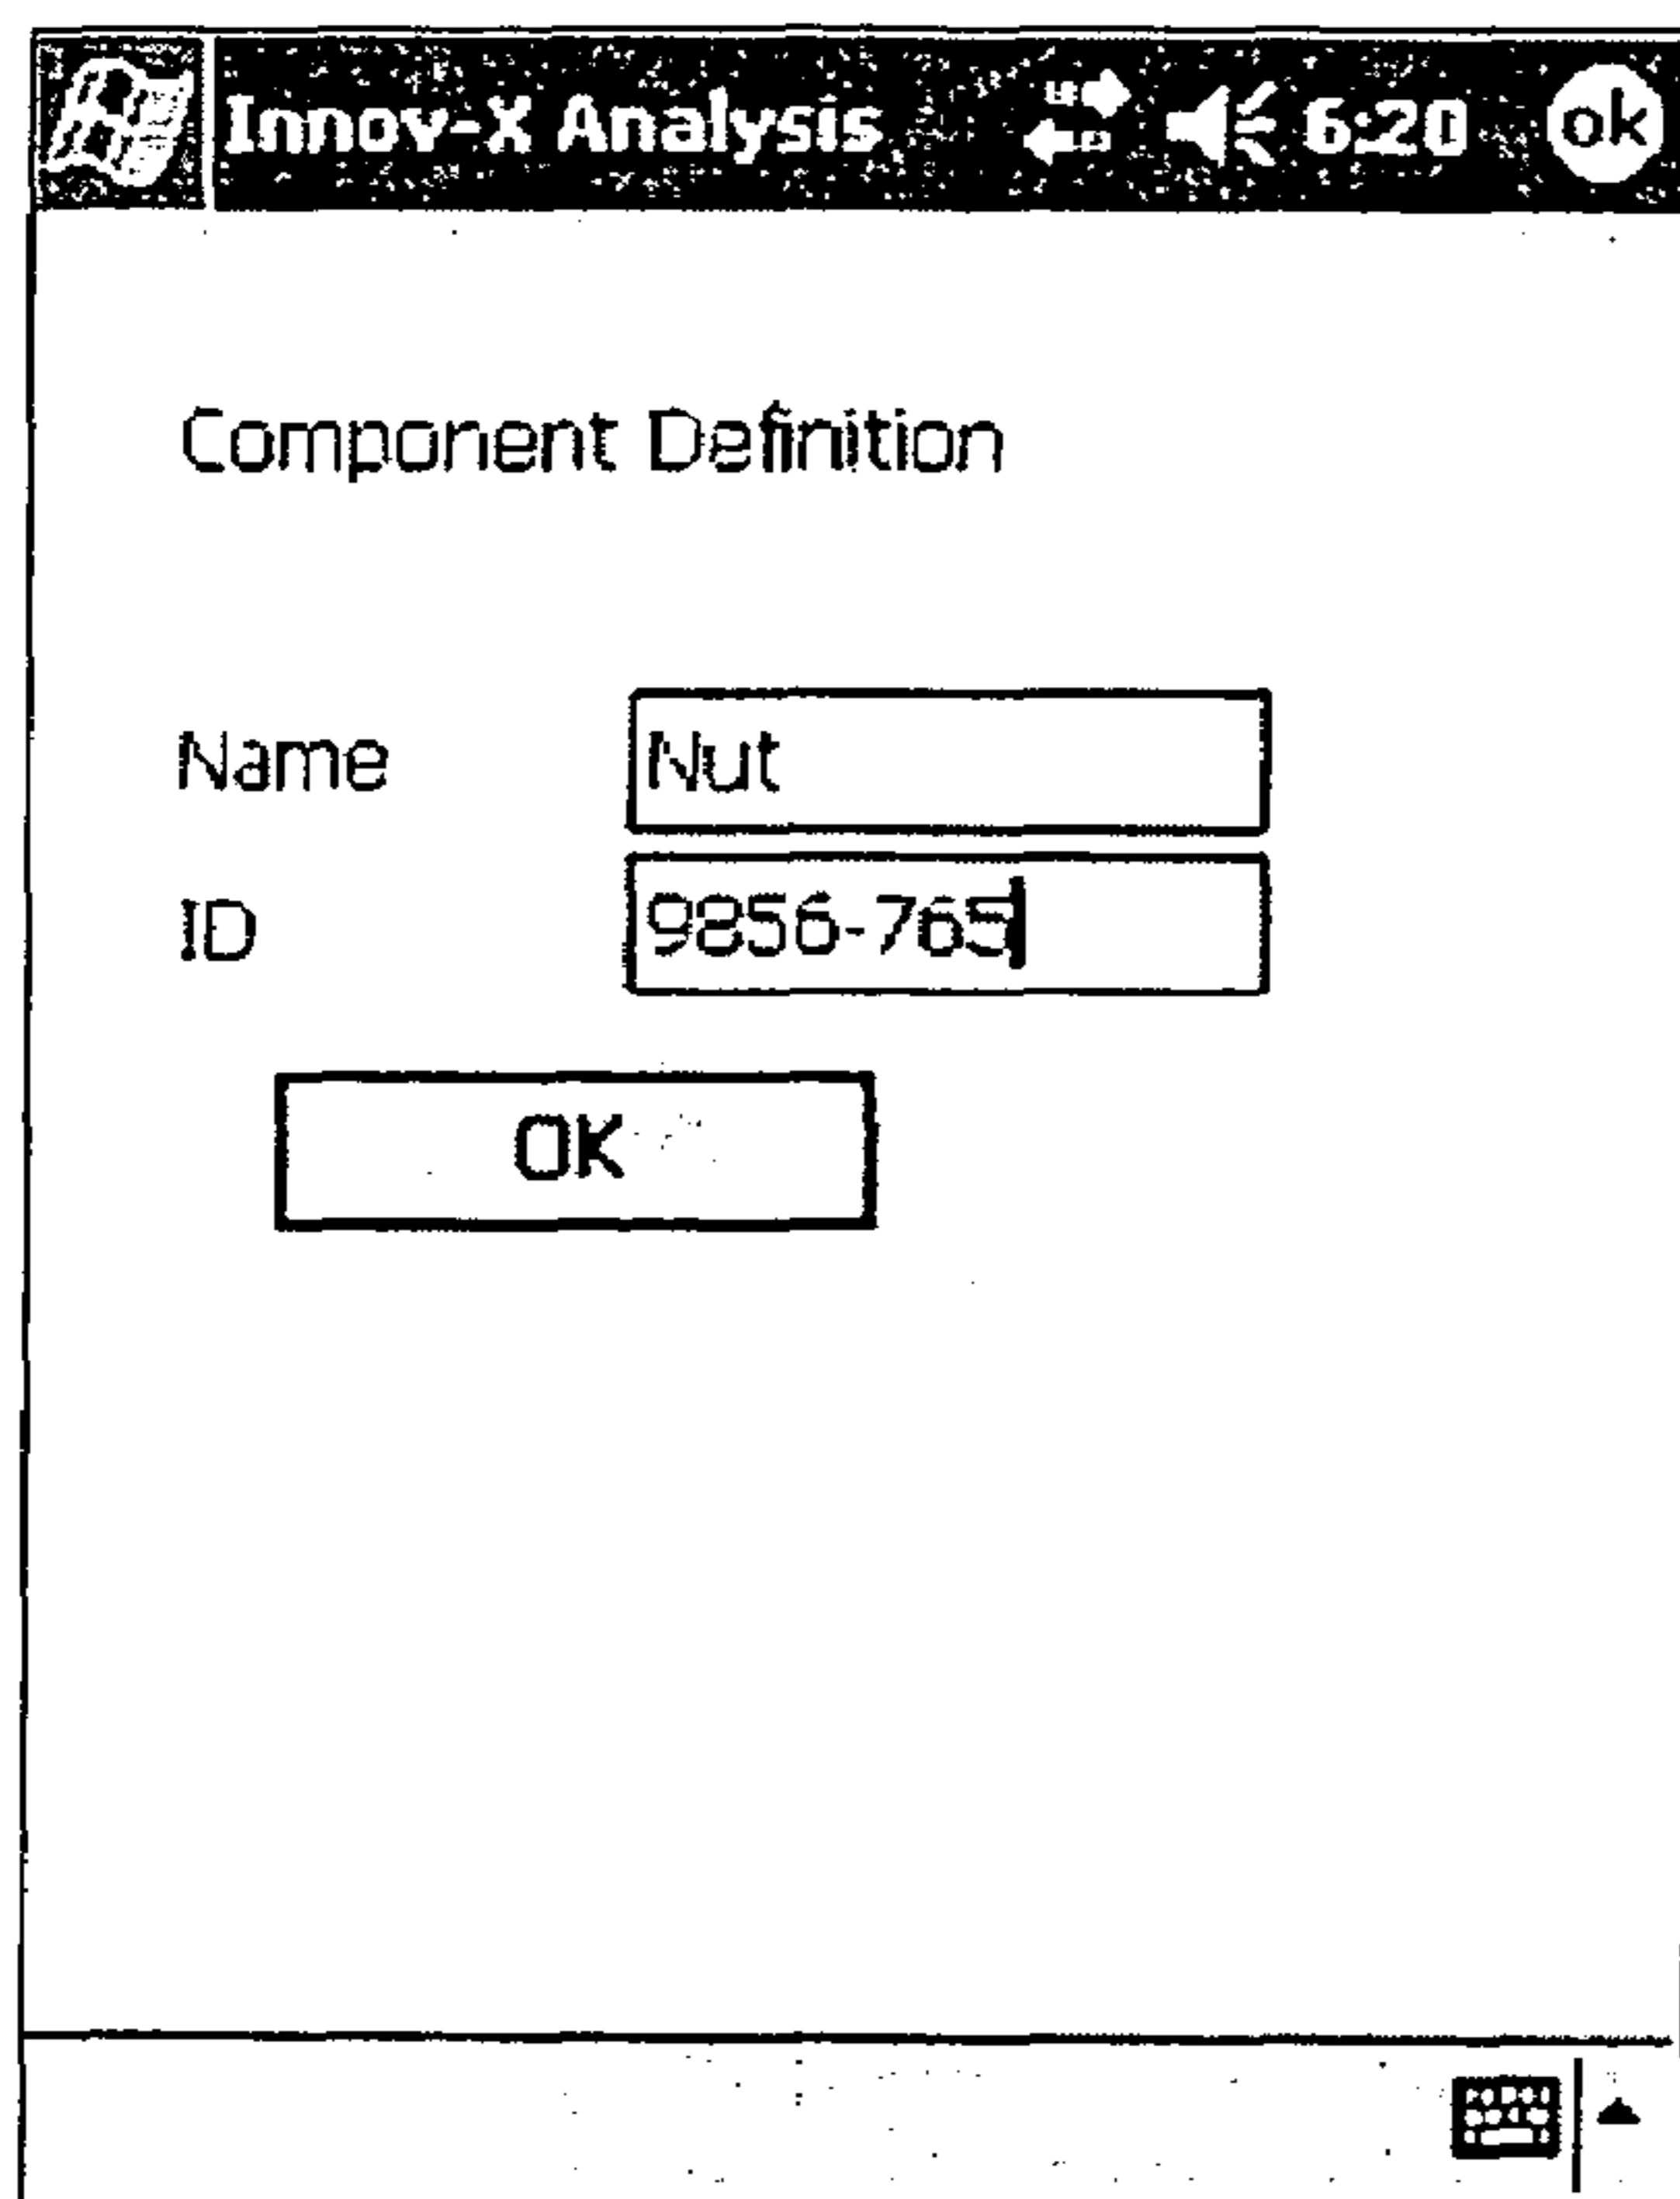 Innov-X Analysis 6:20 ok
Component Definition
Name Nut
ID 9856-765
OK